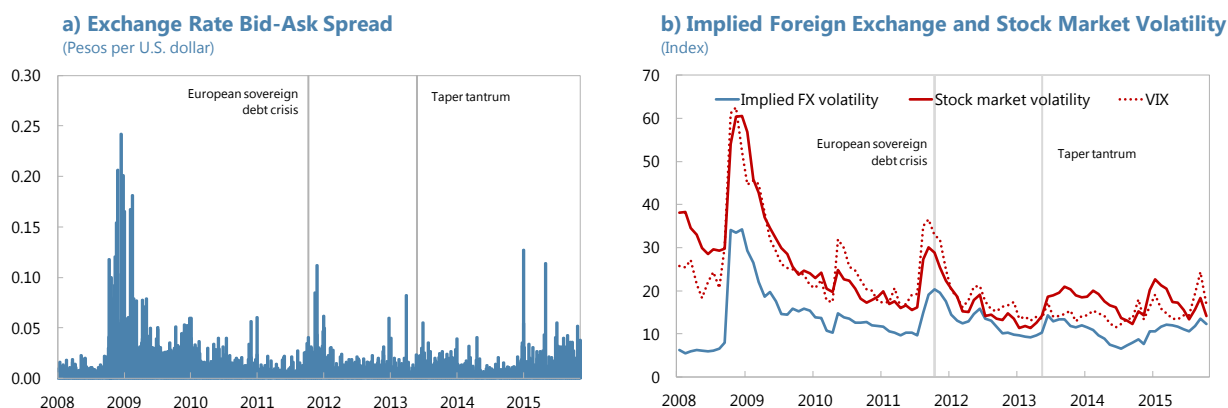 a) Exchange Rate Bid-Ask Spread
(Pesos per U.S. dollar)
0.30
0.25
0.20
0.15
0.10
0.05
0.00
European sovereign
debt crisis
Taper tantrum
2008 2009 2010 2011 2012 2013 2014 2015
b) Implied Foreign Exchange and Stock Market Volatility
(Index)
70
60
50
40
30
20
10
0
Implied FX volatility Stock market volatility VIX
European sovereign
debt crisis
Taper tantrum
2008 2009 2010 2011 2012 2013 2014 2015